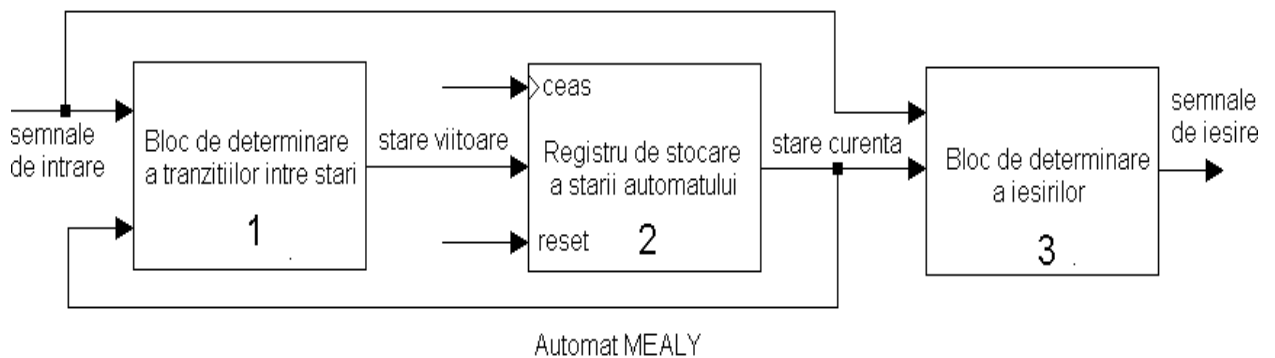 semnale
de intrare
Bloc de determinare
a tranzitiilor intre stari
1
stare viitoare
ceas
Registru de stocare
a starii automatului
reset
2
stare curenta
Bloc de determinare
a iesirilor
3
semnale
de iesire
Automat MEALY